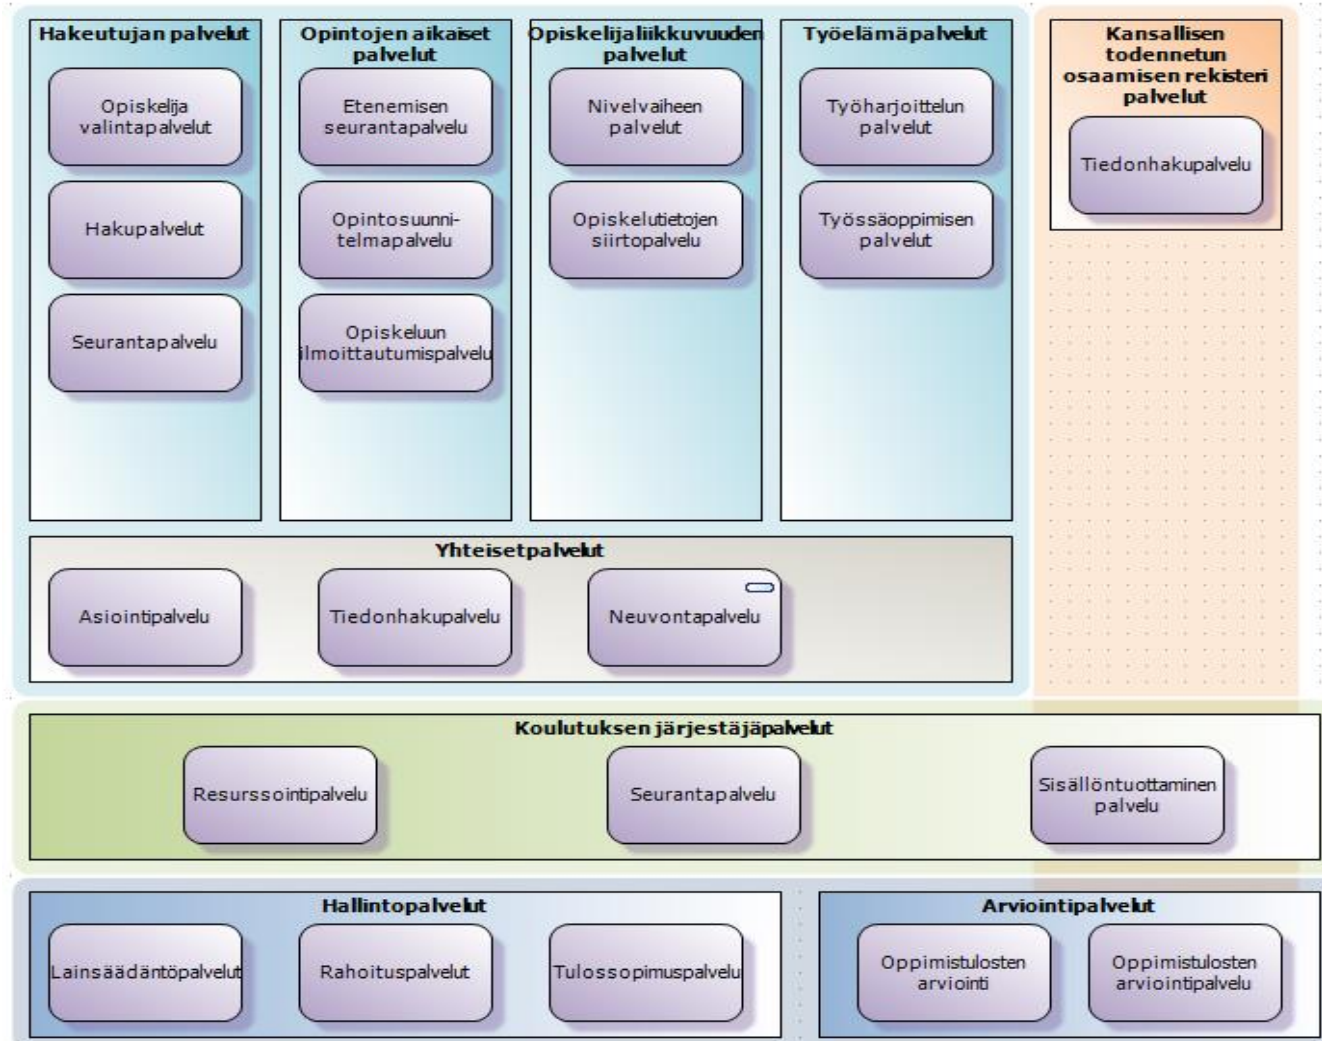 Hakeutujan palvelut
Opiskelija
valintapalvelut
Hakupalvelut
Seurantapalvelu
Opintojen aikaiset
palvelut
Etenemisen
seurantapalvelu
Opintosuunni-
telmapalvelu
Opiskeluun
ilmoittautumispalvelu
Opiskelijaliikkuvuuden
palvelut
Nivelvaiheen
palvelut
Opiskelutietojen
siirtopalvelu
Työelämäpalvelut
Työharjoittelun
palvelut
Työssäoppimisen
palvelut
Kansallisen
todennetun
osaamisen rekisteri
palvelut
Tiedonhakupalvelu
Yhteisetpalvelut
Asiointipalvelu
Tiedonhakupalvelu
Neuvontapalvelu
Koulutuksen järjestäjäpalvelut
Resurssointipalvelu
Seurantapalvelu
Sisällöntuottaminen
palvelu
Hallintopalvelut
Lainsäädäntöpalvelut
Rahoituspalvelut
Tulossopimuspalvelu
Arviointipalvelut
Oppimistulosten
arviointi
Oppimistulosten
arviointipalvelu